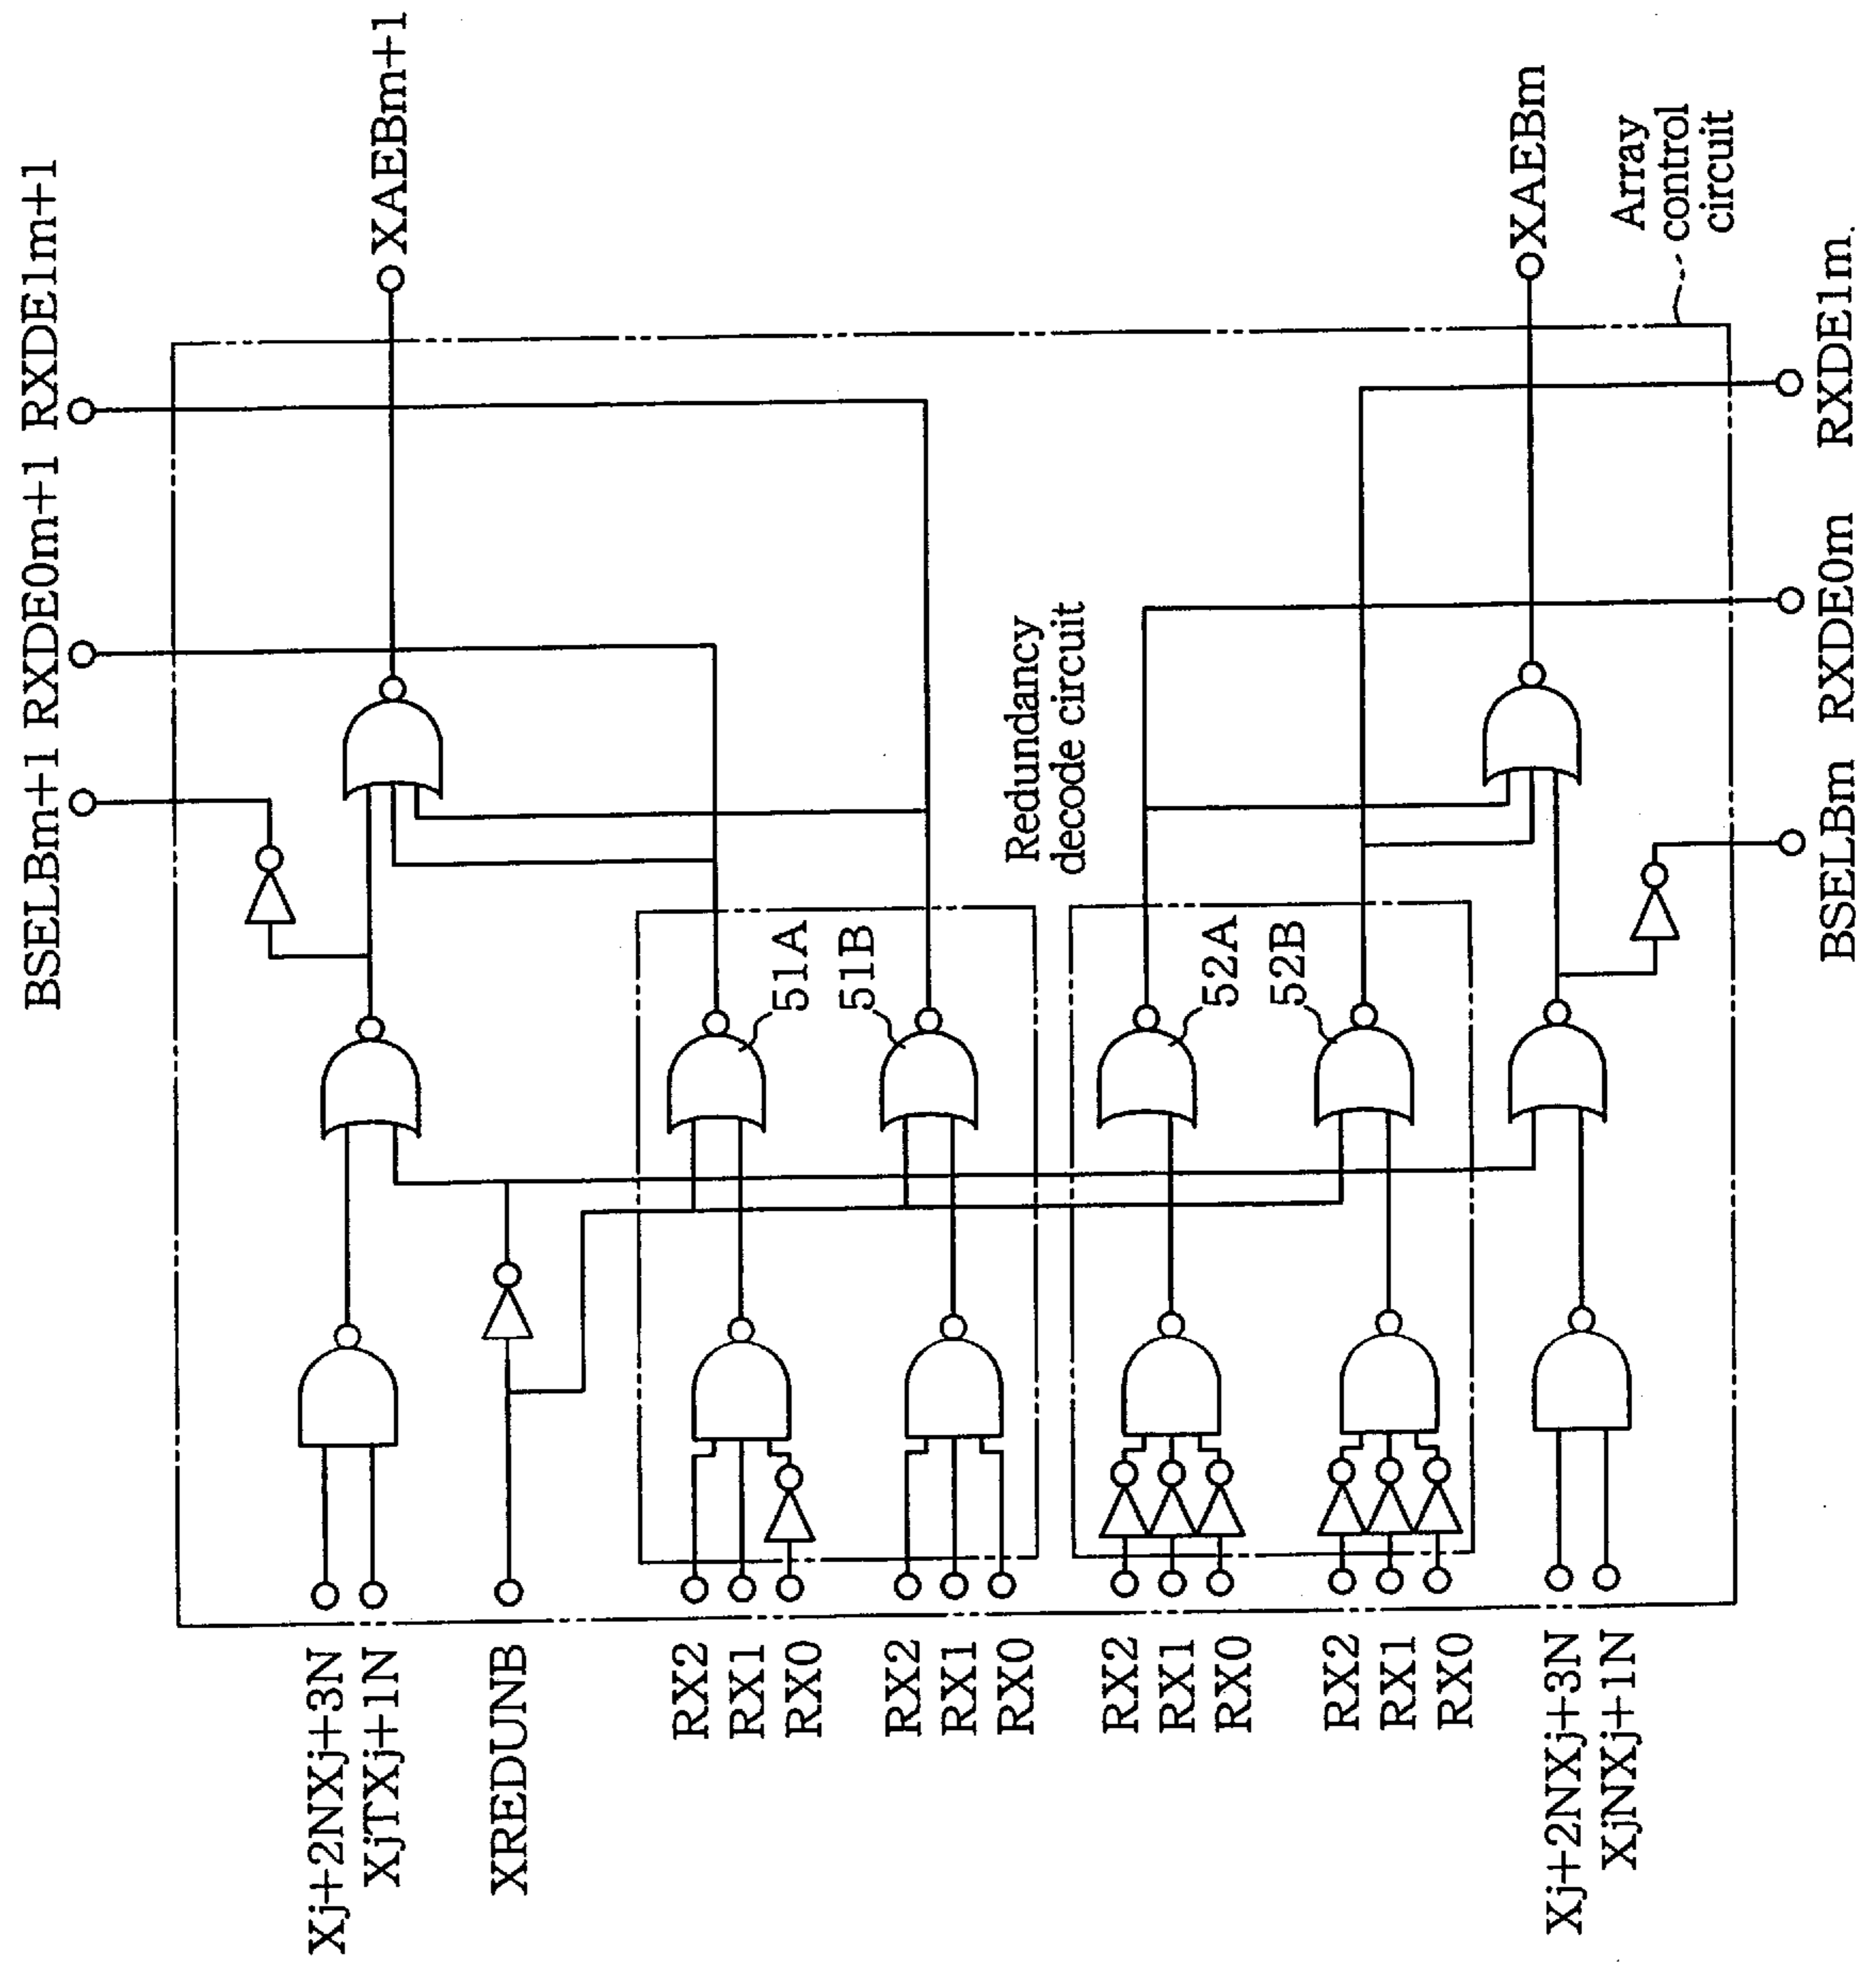 BSELBm+1
RXDE0m+1
RXDE1m+1
XAEBm+1
Xj+2NXj+3N
XjTXj+1N
XREDUNB
RX2
RX1
RX0
51A
RX2
RX1
RX0
51B
Redundancy
decode circuit
RX2
RX1
RX0
52A
RX2
RX1
RX0
52B
Xj+2NXj+3N
XjNXj+1N
XAEBm
Array
control
circuit
BSELBm
RXDE0m
RXDE1m.